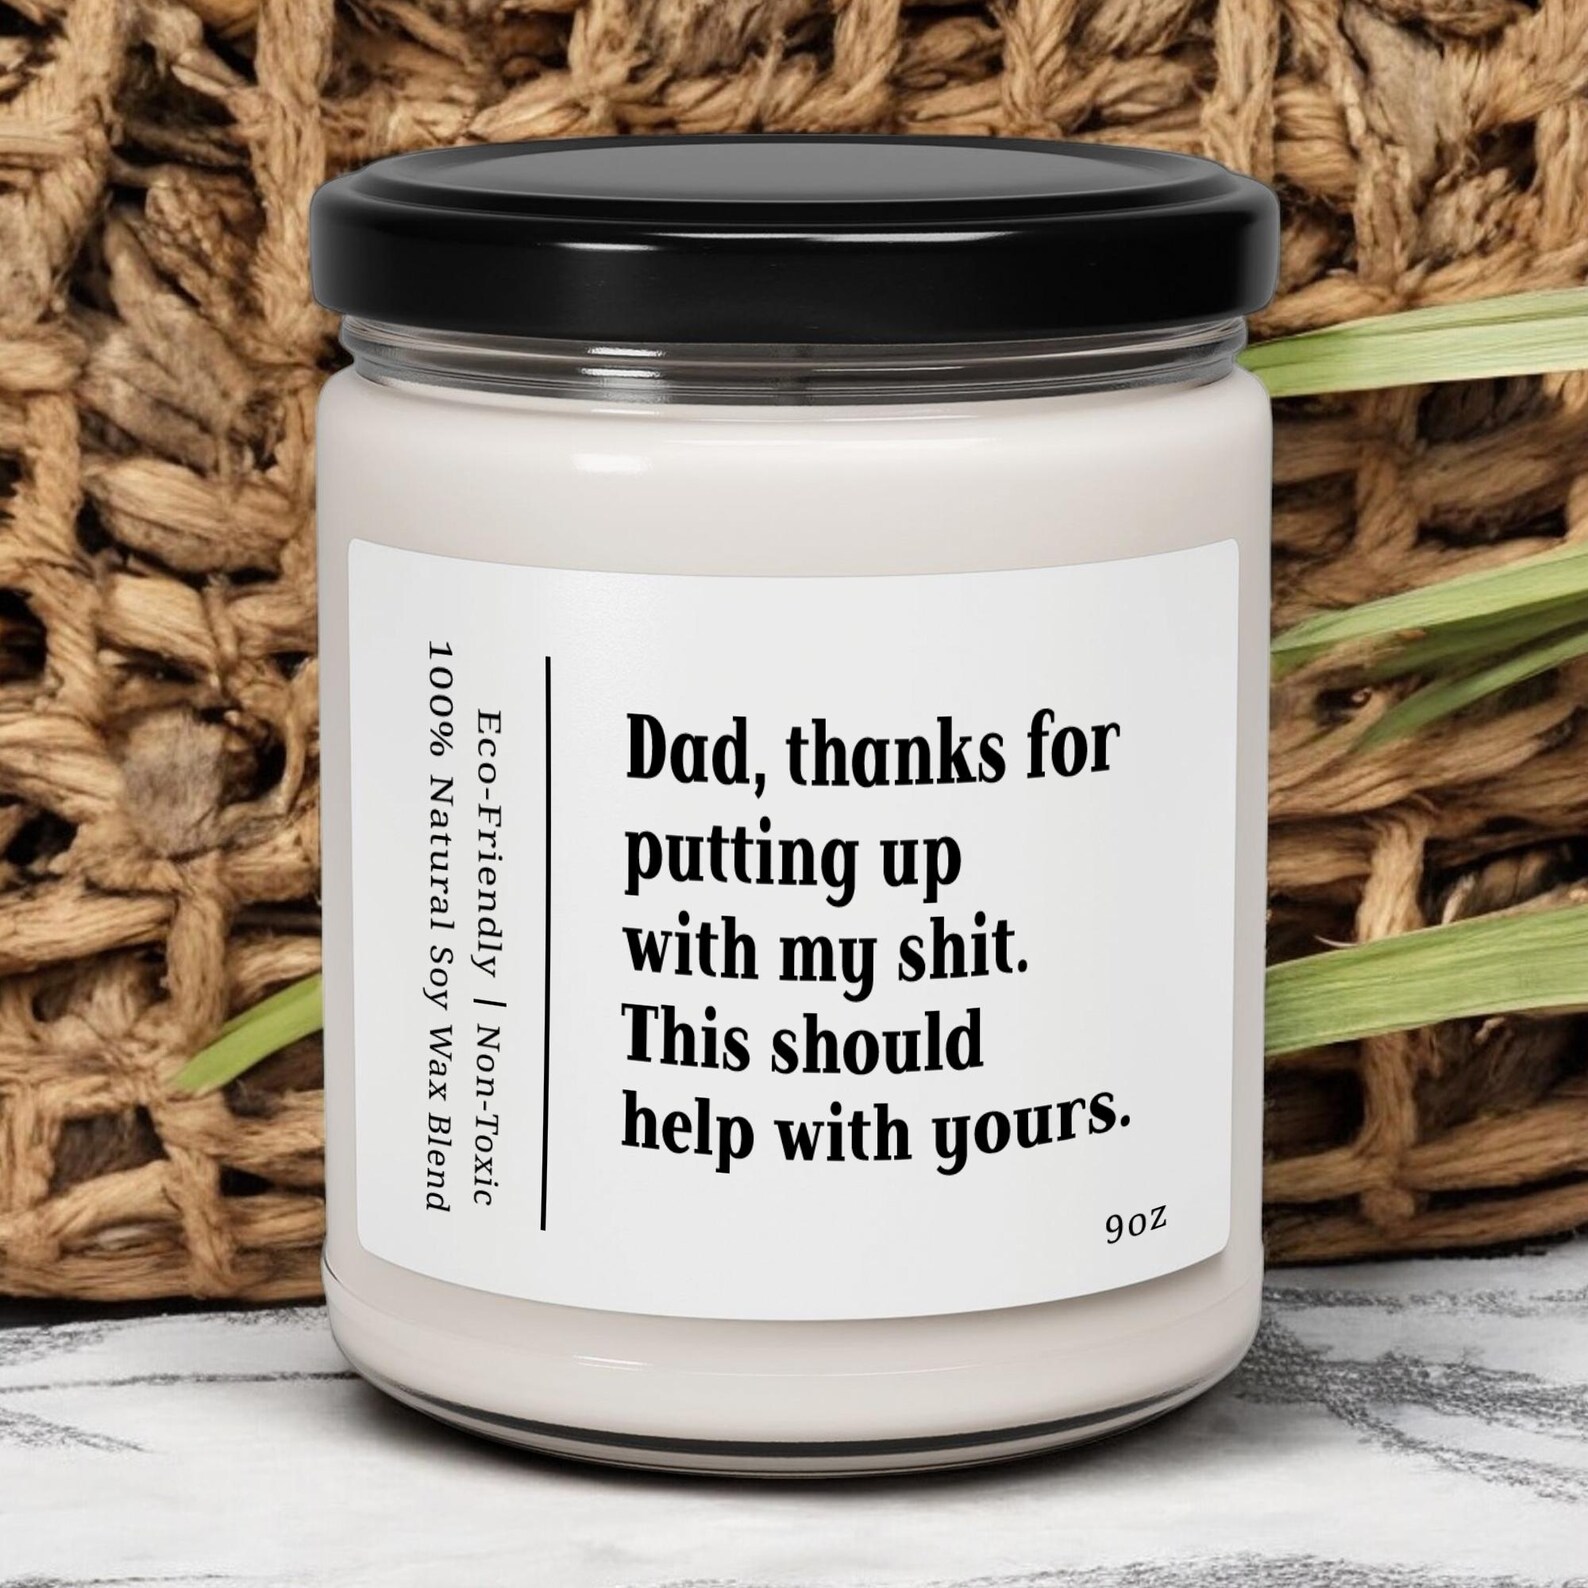 Eco-Friendly | Non-Toxic
100% Natural Soy Wax Blend
Dad, thanks for
putting up
with my shit.
This should
help with yours.
9oz